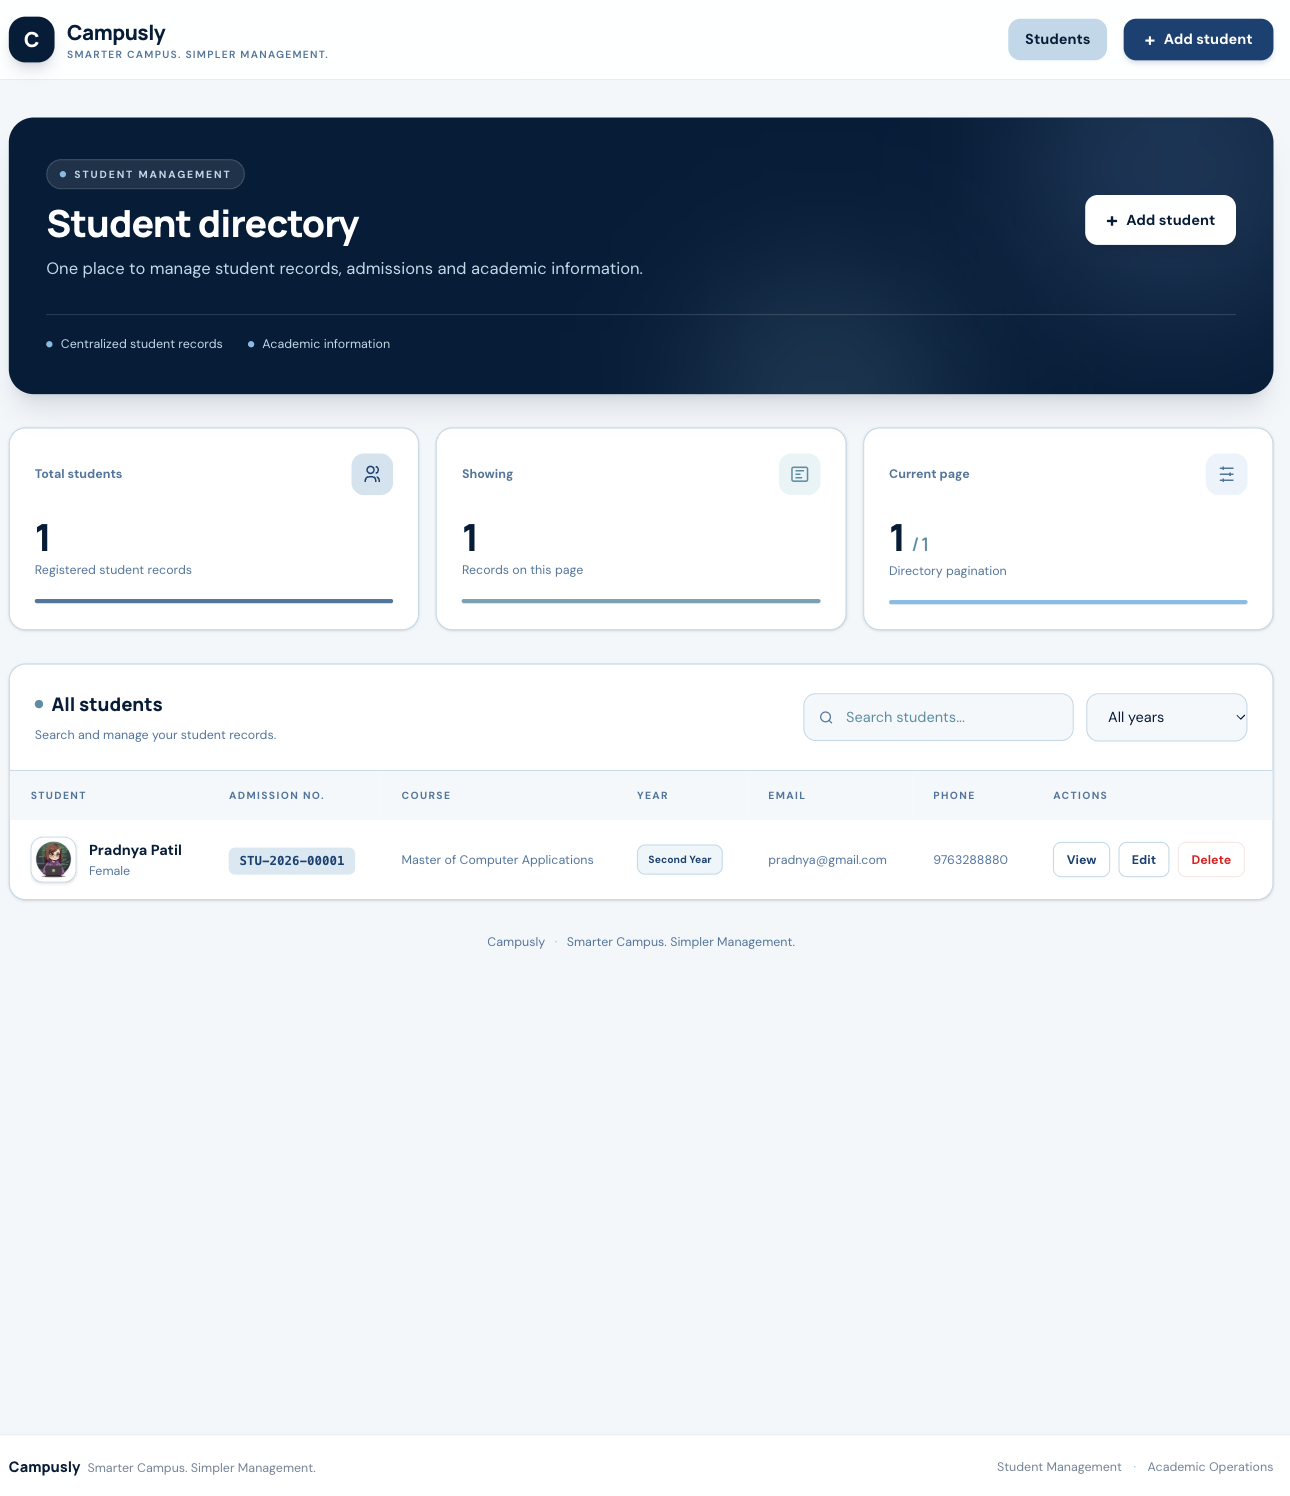 C
Campusly
SMARTER CAMPUS. SIMPLER MANAGEMENT.
Students
+ Add student
STUDENT MANAGEMENT
Student directory
One place to manage student records, admissions and academic information.
+ Add student
Centralized student records
Academic information
Total students
1
Registered student records
Showing
1
Records on this page
Current page
1 / 1
Directory pagination
All students
Search and manage your student records.
Search students...
All years
STUDENT ADMISSION NO. COURSE YEAR EMAIL PHONE ACTIONS
Pradnya Patil
Female
STU-2026-00001
Master of Computer Applications
Second Year
pradnya@gmail.com
9763288880
View
Edit
Delete
Campusly · Smarter Campus. Simpler Management.
Campusly Smarter Campus. Simpler Management.
Student Management · Academic Operations